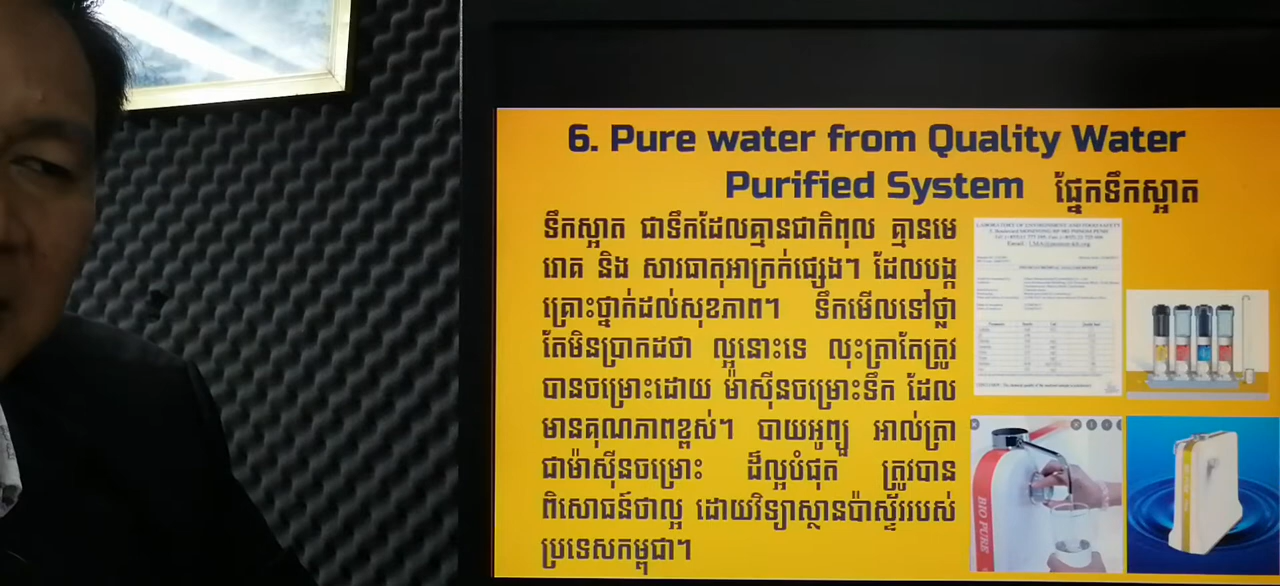 6. Pure water from Quality Water
Purified System ផ្នែកទឹកស្អាត
ទឹកស្អាត ជាទឹកដែលគ្មានជាតិពុល គ្មានមេ
រោគ និង សារធាតុអាក្រក់ផ្សេងៗ ដែលបង្ក
គ្រោះថ្នាក់ដល់សុខភាព។ ទឹកមើលទៅថ្លា
តែមិនប្រាកដថា ល្អនោះទេ លុះត្រាតែត្រូវ
បានចម្រោះដោយ ម៉ាស៊ីនចម្រោះទឹក ដែល
មានគុណភាពខ្ពស់។ បាយអូព្យួ អាល់ត្រា
ជាម៉ាស៊ីនចម្រោះ ដ៏ល្អបំផុត ត្រូវបាន
ពិសោធន៍ថាល្អ ដោយវិទ្យាស្ថានប៉ាស្ទ័ររបស់
ប្រទេសកម្ពុជា។
LABORATORY OF ENVIRONMENT AND FOOD SAFETY
BIO PURE